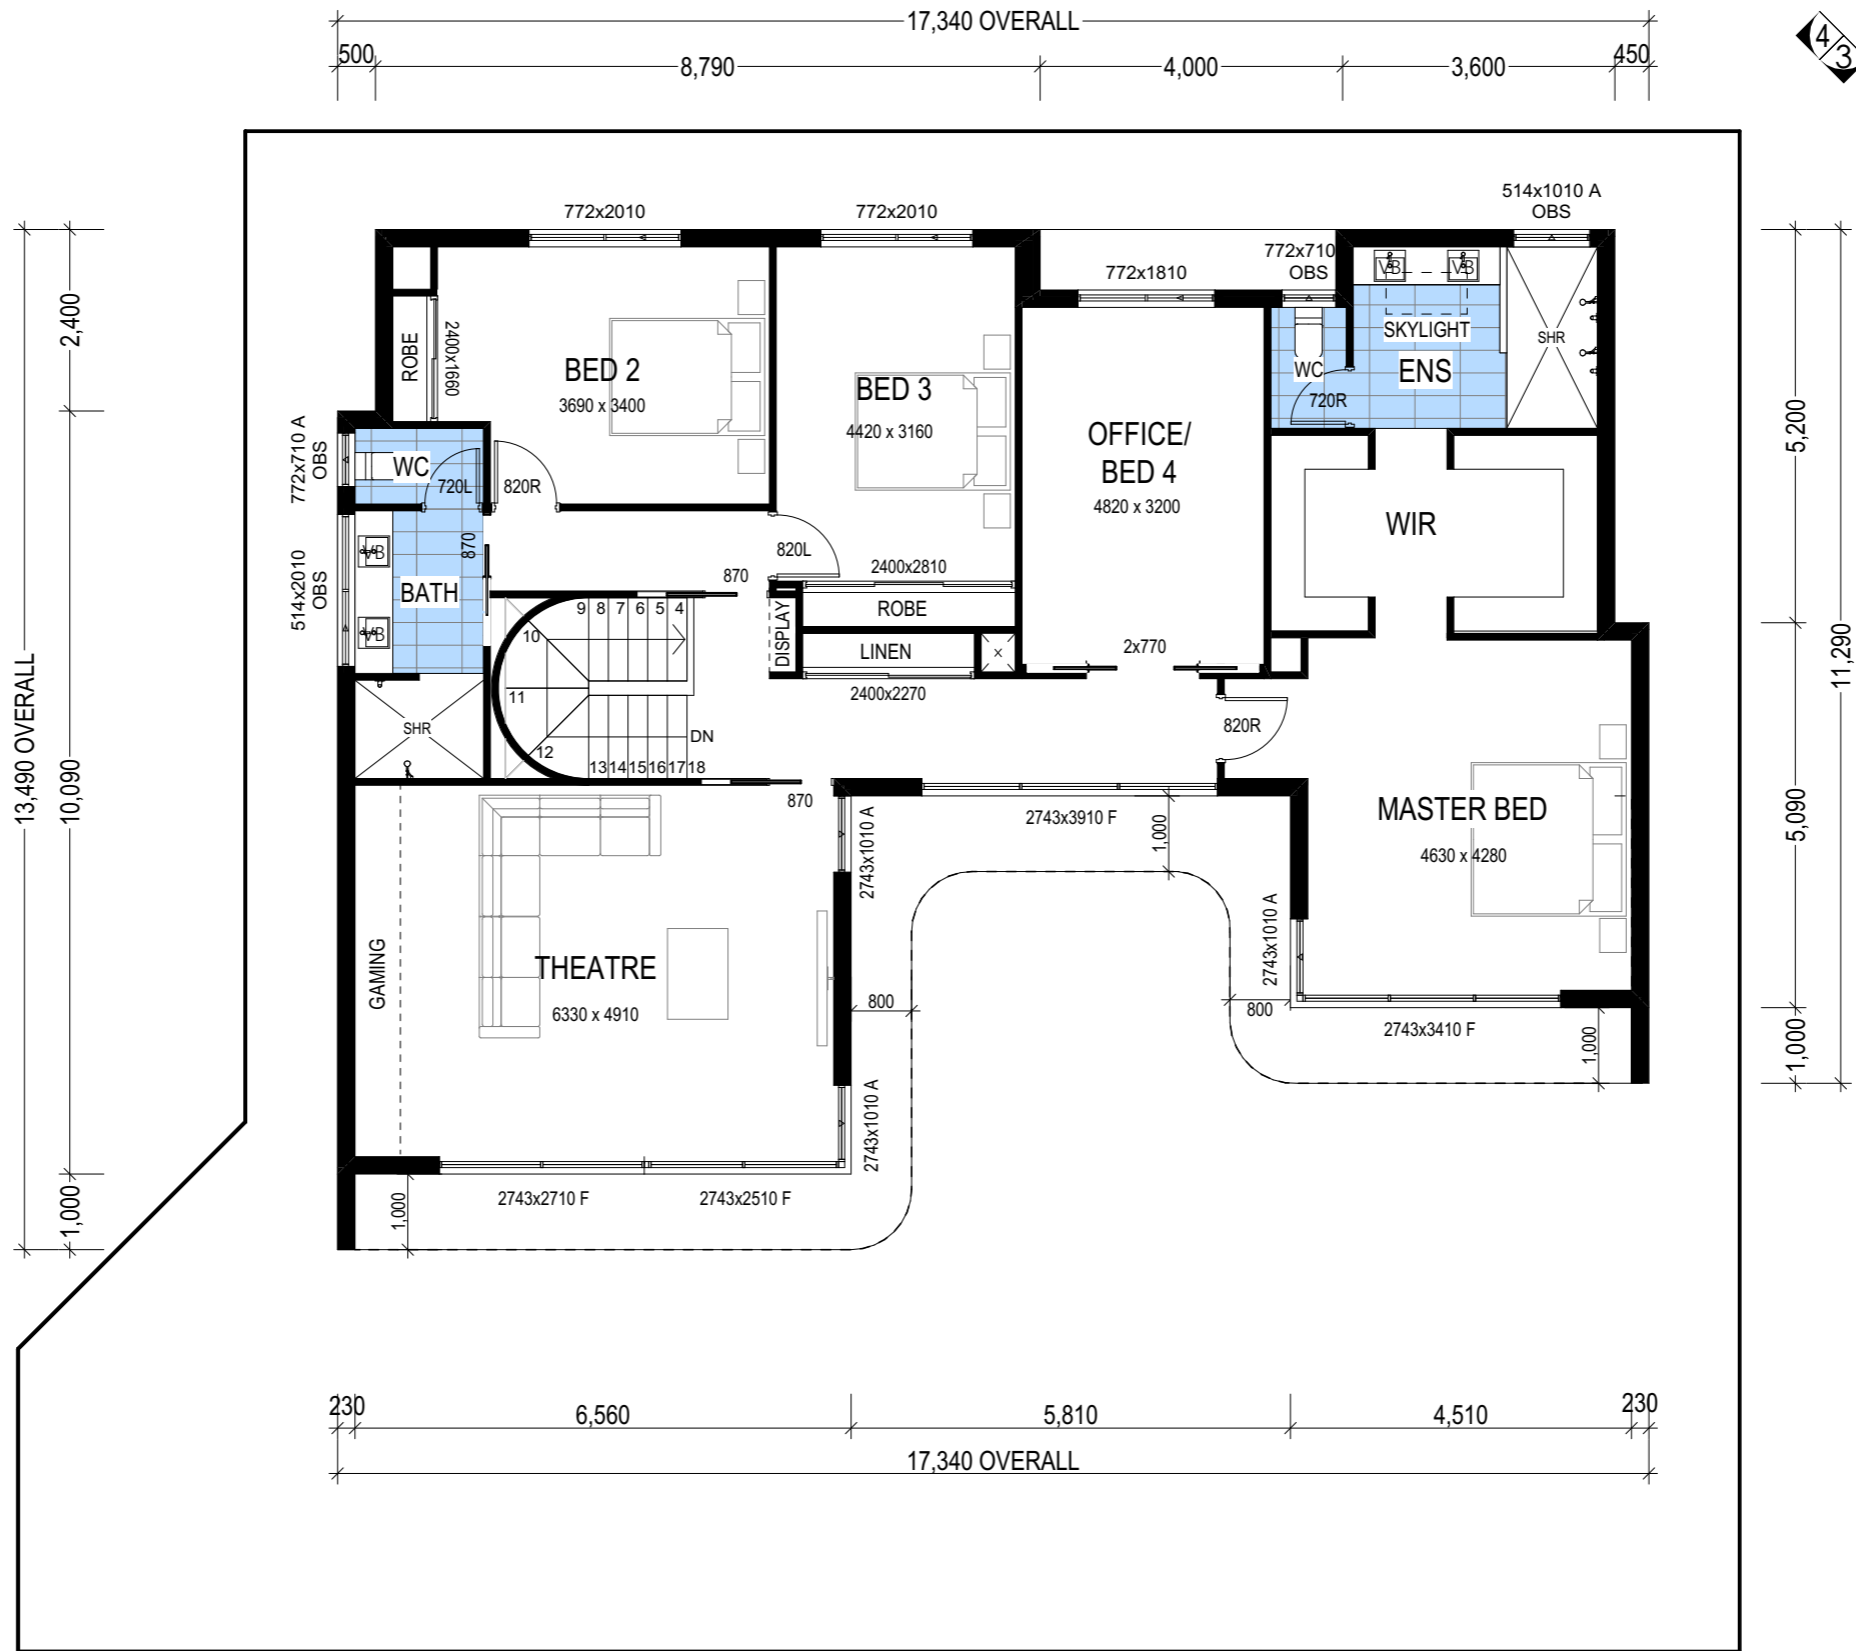 17,340 OVERALL
500
8,790
4,000
3,600
450
4
3
514x1010 A
OBS
772x2010
772x2010
772x710
OBS
772x1810
VB
VB
SKYLIGHT
ENS
SHR
WC
720R
ROBE
2400x1660
BED 2
3690 x 3400
BED 3
4420 x 3160
OFFICE/
BED 4
4820 x 3200
WIR
772x710 A
OBS
WC
720L
820R
514x2010
OBS
VB
870
BATH
VB
820L
870
2400x2810
ROBE
DISPLAY
LINEN
2x770
2400x2270
9
8
7
6
5
4
10
11
12
13
14
15
16
17
18
DN
SHR
820R
870
2743x1010 A
2743x3910 F
1,000
MASTER BED
4630 x 4280
GAMING
THEATRE
6330 x 4910
800
2743x1010 A
800
2743x3410 F
1,000
2743x1010 A
2743x2710 F
2743x2510 F
1,000
13,490 OVERALL
2,400
10,090
1,000
5,200
5,090
1,000
11,290
230
6,560
5,810
4,510
230
17,340 OVERALL